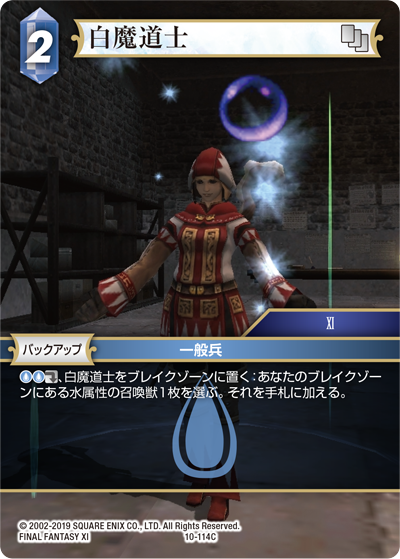 2
白魔道士
XI
バックアップ
一般兵
、白魔道士をブレイクゾーンに置く:あなたのブレイクゾー
ンにある水属性の召喚獣1枚を選ぶ。それを手札に加える。
© 2002-2019 SQUARE ENIX CO., LTD. All Rights Reserved.
FINAL FANTASY XI
10-114C